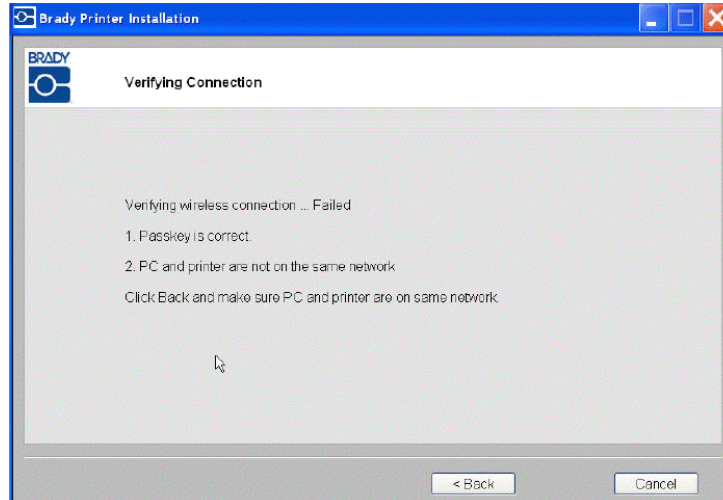 Brady Printer Installation
BRADY
Verifying Connection
Verifying wireless connection ... Failed
1. Passkey is correct.
2. PC and printer are not on the same network
Click Back and make sure PC and printer are on same network.
< Back
Cancel